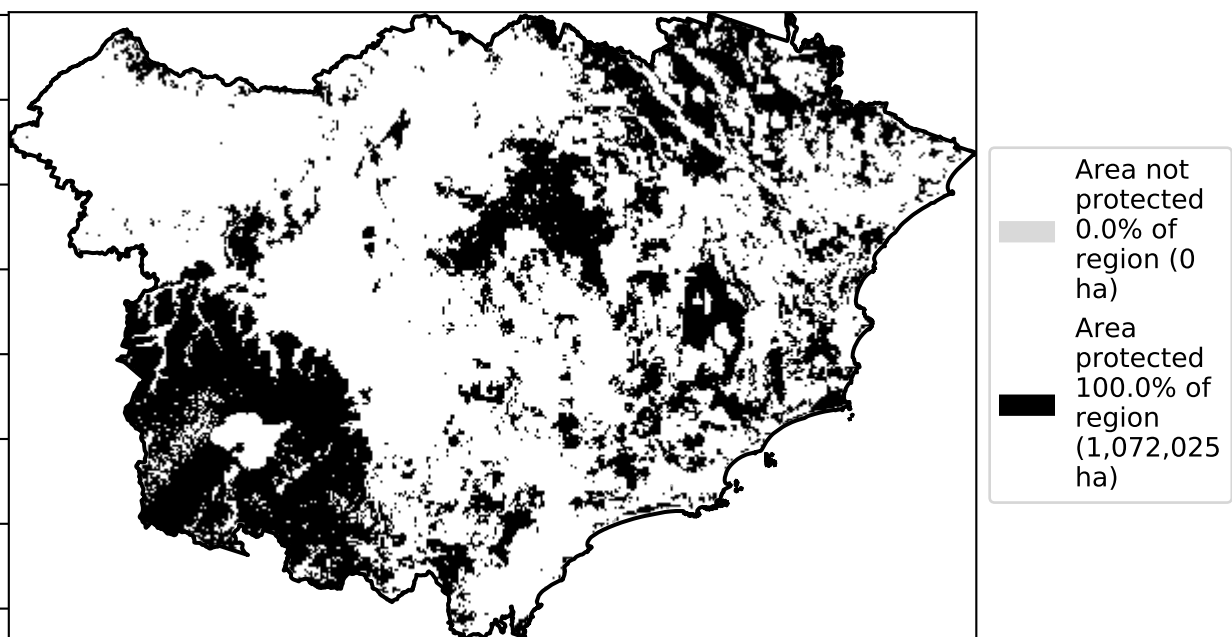 Area not
protected
0.0% of
region (0
ha)
Area
protected
100.0% of
region
(1,072,025
ha)